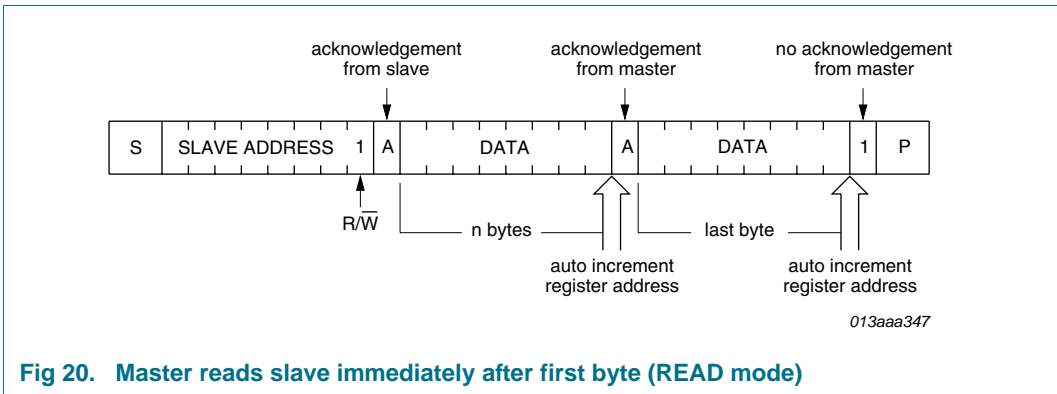 acknowledgement
from slave
acknowledgement
from master
no acknowledgement
from master
S SLAVE ADDRESS 1 A DATA A DATA 1 P
R/W̅
n bytes
last byte
auto increment
register address
auto increment
register address
013aaa347
Fig 20. Master reads slave immediately after first byte (READ mode)